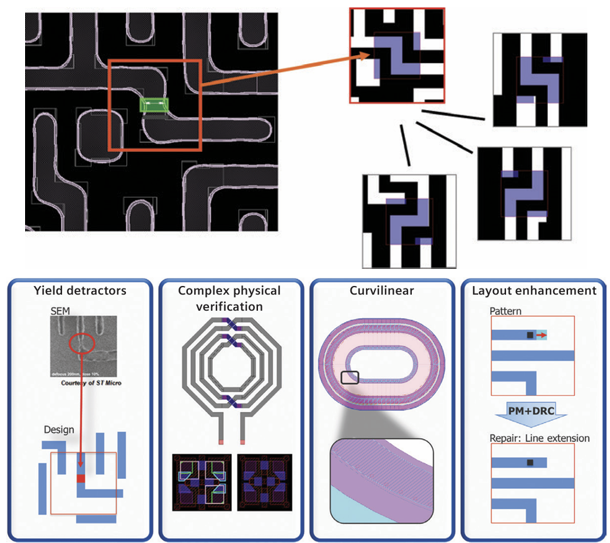 Yield detractors
SEM
Courtesy of ST Micro
Design
Complex physical
verification
Curvilinear
Layout enhancement
Pattern
PM+DRC
Repair: Line extension